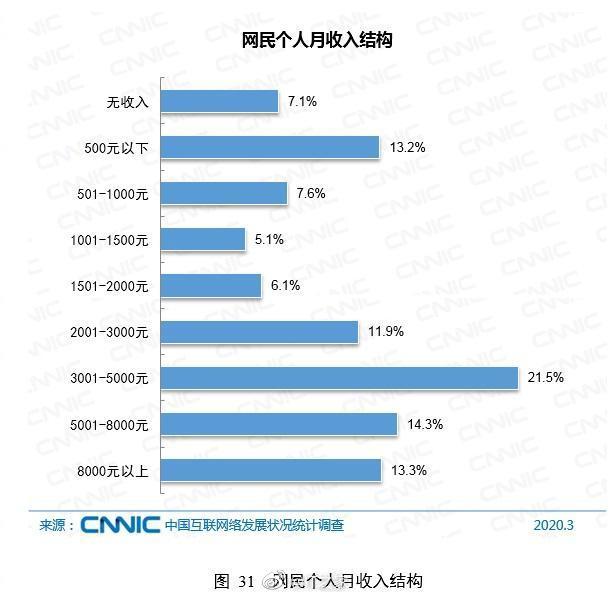 网民个人月收入结构
无收入 7.1%
500元以下 13.2%
501-1000元 7.6%
1001-1500元 5.1%
1501-2000元 6.1%
2001-3000元 11.9%
3001-5000元 21.5%
5001-8000元 14.3%
8000元以上 13.3%
来源：CNNIC 中国互联网络发展状况统计调查 2020.3
图 31 网民个人月收入结构